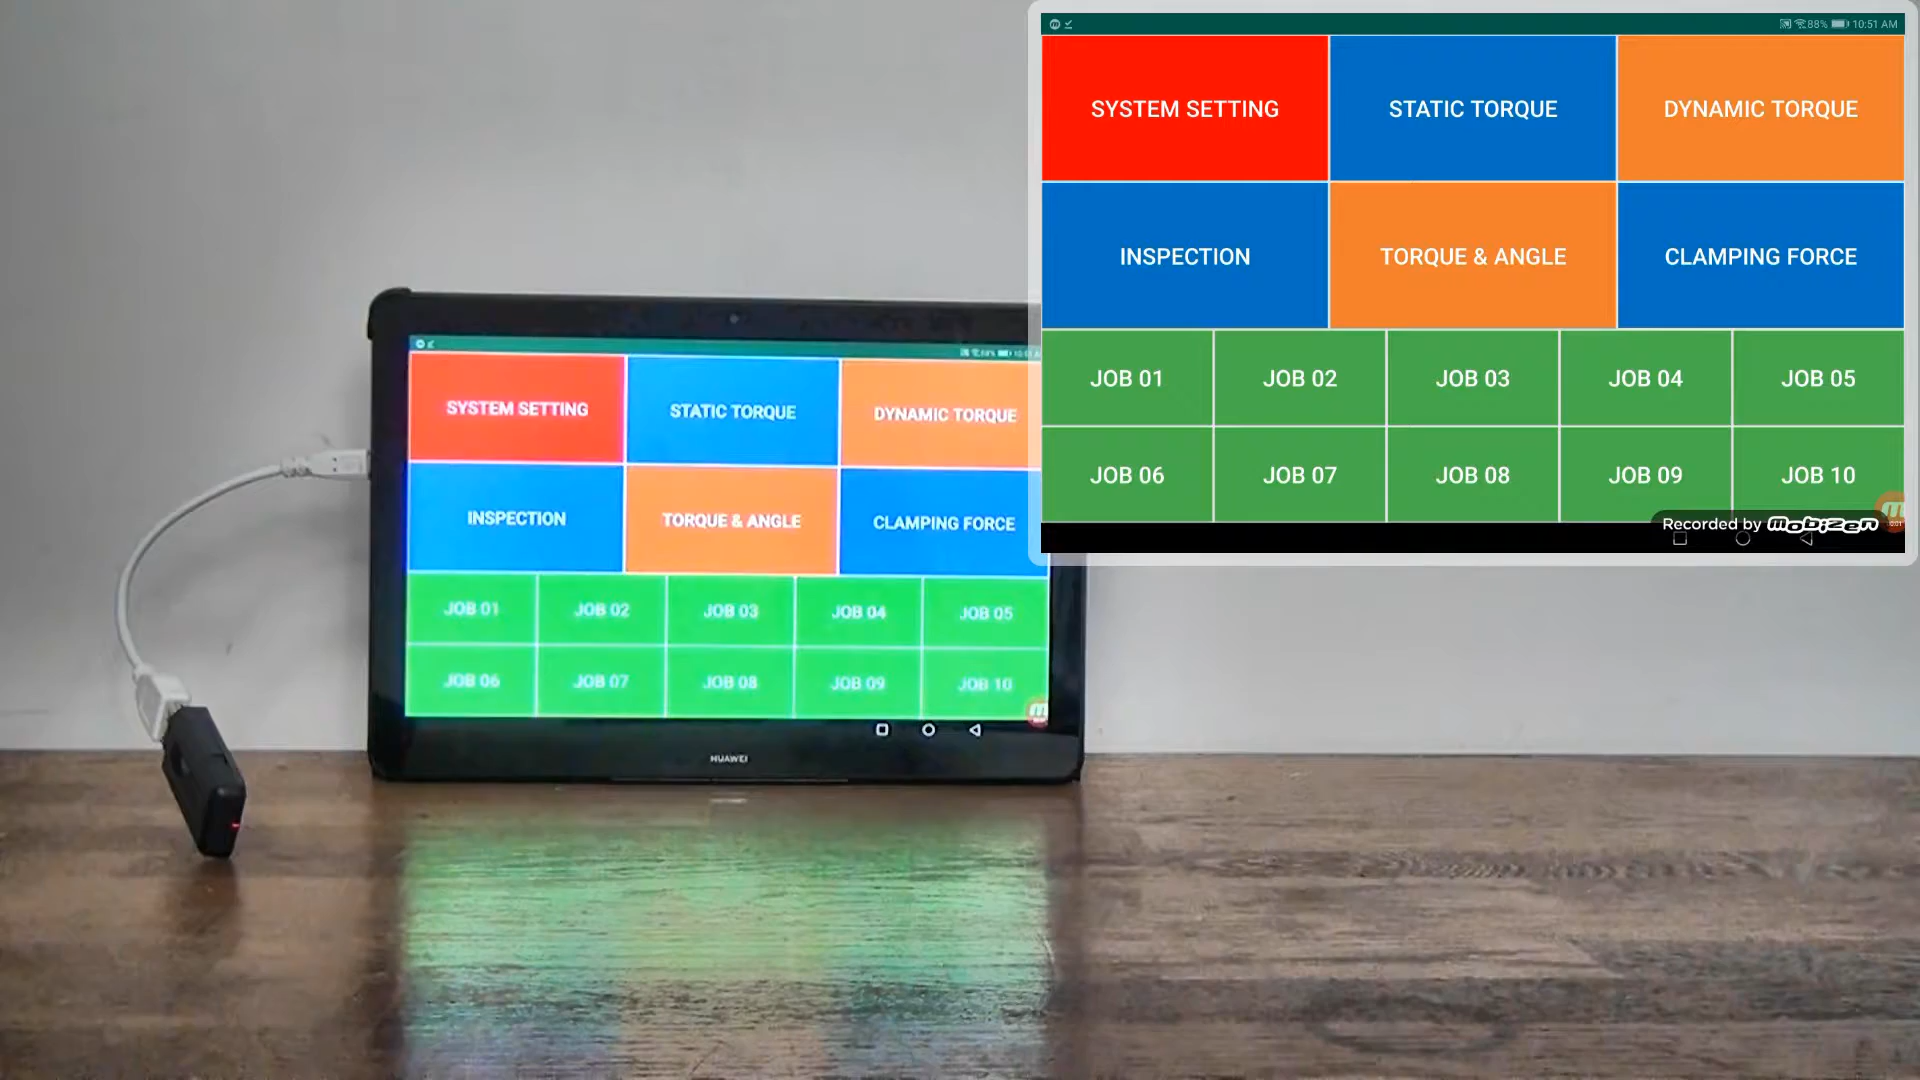 88% 10:51 AM
SYSTEM SETTING
STATIC TORQUE
DYNAMIC TORQUE
INSPECTION
TORQUE & ANGLE
CLAMPING FORCE
JOB 01
JOB 02
JOB 03
JOB 04
JOB 05
JOB 06
JOB 07
JOB 08
JOB 09
JOB 10
Recorded by mobizen
SYSTEM SETTING
STATIC TORQUE
DYNAMIC TORQUE
INSPECTION
TORQUE & ANGLE
CLAMPING FORCE
JOB 01
JOB 02
JOB 03
JOB 04
JOB 05
JOB 06
JOB 07
JOB 08
JOB 09
JOB 10
HUAWEI